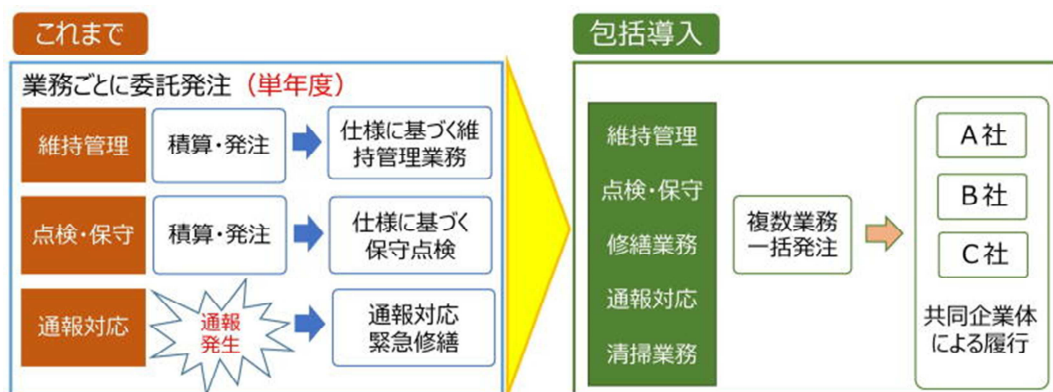 これまで
業務ごとに委託発注（単年度）
維持管理
積算・発注
仕様に基づく維
持管理業務
点検・保守
積算・発注
仕様に基づく
保守点検
通報対応
通報
発生
通報対応
緊急修繕
包括導入
維持管理
点検・保守
修繕業務
通報対応
清掃業務
複数業務
一括発注
A社
B社
C社
共同企業体
による履行